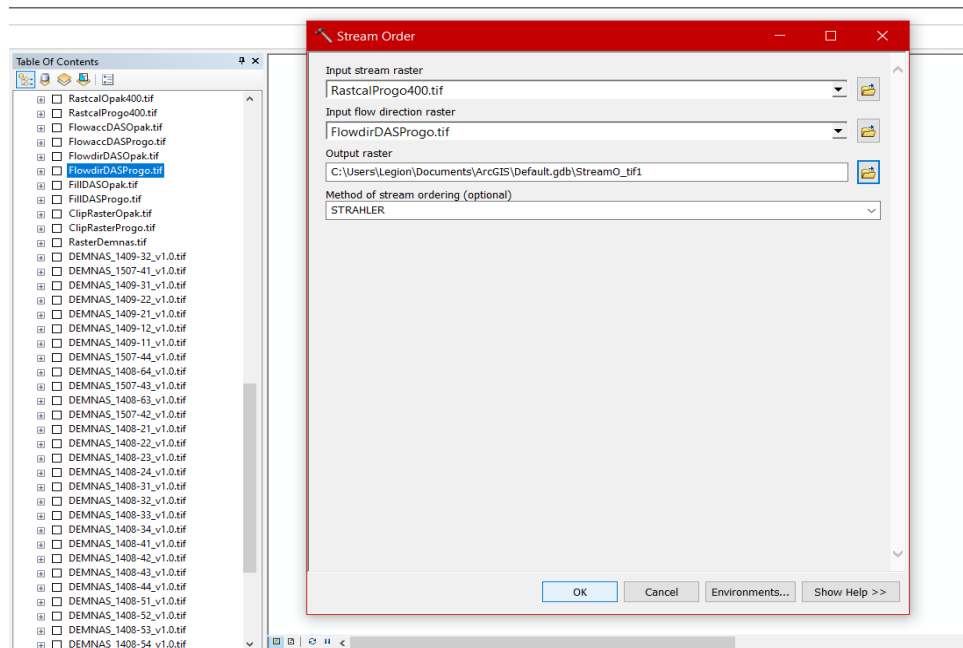 Stream Order
Table Of Contents
RastcalOpak400.tif
RastcalProgo400.tif
FlowaccDASOpak.tif
FlowaccDASProgo.tif
FlowdirDASOpak.tif
FlowdirDASProgo.tif
FillDASOpak.tif
FillDASProgo.tif
ClipRasterOpak.tif
ClipRasterProgo.tif
RasterDemnas.tif
DEMNAS_1409-32_v1.0.tif
DEMNAS_1507-41_v1.0.tif
DEMNAS_1409-31_v1.0.tif
DEMNAS_1409-22_v1.0.tif
DEMNAS_1409-21_v1.0.tif
DEMNAS_1409-12_v1.0.tif
DEMNAS_1409-11_v1.0.tif
DEMNAS_1507-44_v1.0.tif
DEMNAS_1408-64_v1.0.tif
DEMNAS_1507-43_v1.0.tif
DEMNAS_1408-63_v1.0.tif
DEMNAS_1507-42_v1.0.tif
DEMNAS_1408-21_v1.0.tif
DEMNAS_1408-22_v1.0.tif
DEMNAS_1408-23_v1.0.tif
DEMNAS_1408-24_v1.0.tif
DEMNAS_1408-31_v1.0.tif
DEMNAS_1408-32_v1.0.tif
DEMNAS_1408-33_v1.0.tif
DEMNAS_1408-34_v1.0.tif
DEMNAS_1408-41_v1.0.tif
DEMNAS_1408-42_v1.0.tif
DEMNAS_1408-43_v1.0.tif
DEMNAS_1408-44_v1.0.tif
DEMNAS_1408-51_v1.0.tif
DEMNAS_1408-52_v1.0.tif
DEMNAS_1408-53_v1.0.tif
DEMNAS_1408-54_v1.0.tif
Input stream raster
RastcalProgo400.tif
Input flow direction raster
FlowdirDASProgo.tif
Output raster
C:\Users\Legion\Documents\ArcGIS\Default.gdb\StreamO_tif1
Method of stream ordering (optional)
STRAHLER
OK Cancel Environments... Show Help >>